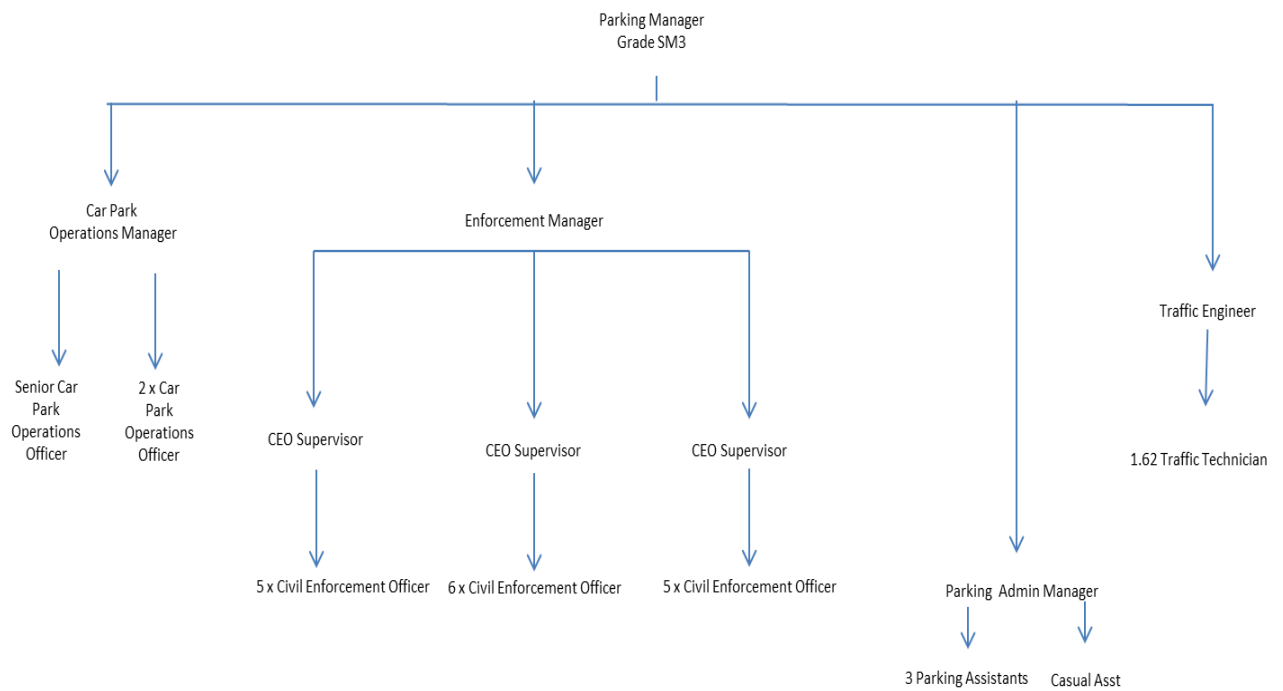 Parking Manager
Grade SM3
Car Park
Operations Manager
Enforcement Manager
Traffic Engineer
Senior Car
Park
Operations
Officer
2 x Car
Park
Operations
Officer
CEO Supervisor
CEO Supervisor
CEO Supervisor
1.62 Traffic Technician
5 x Civil Enforcement Officer
6 x Civil Enforcement Officer
5 x Civil Enforcement Officer
Parking Admin Manager
3 Parking Assistants
Casual Asst